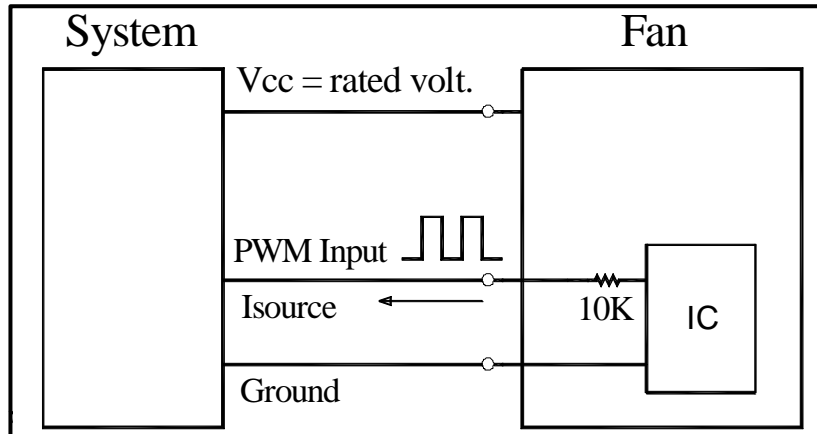 System
Fan
Vcc = rated volt.
PWM Input
Isource
10K
IC
Ground